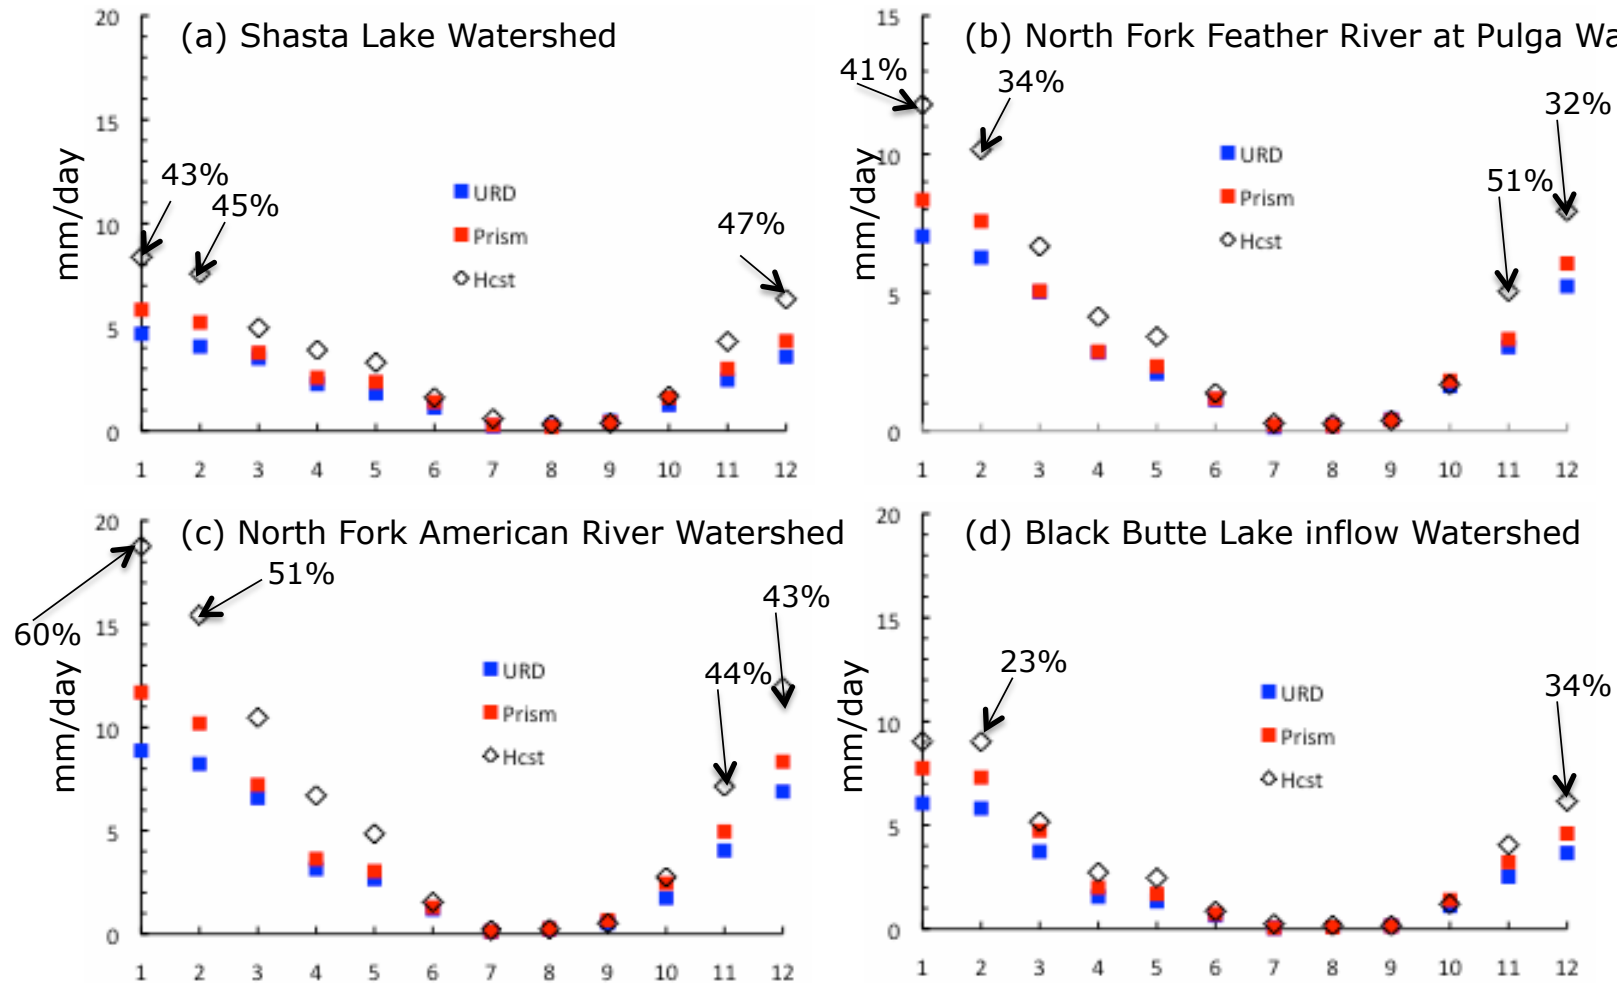 (a) Shasta Lake Watershed
mm/day
20
15
10
5
0
43%
45%
47%
URD
Prism
Hcst
1 2 3 4 5 6 7 8 9 10 11 12
(b) North Fork Feather River at Pulga Wa
mm/day
15
10
5
0
41%
34%
32%
51%
URD
Prism
Hcst
1 2 3 4 5 6 7 8 9 10 11 12
(c) North Fork American River Watershed
mm/day
20
15
10
5
0
60%
51%
43%
44%
URD
Prism
Hcst
1 2 3 4 5 6 7 8 9 10 11 12
(d) Black Butte Lake inflow Watershed
mm/day
20
15
10
5
0
23%
34%
URD
Prism
Hcst
1 2 3 4 5 6 7 8 9 10 11 12